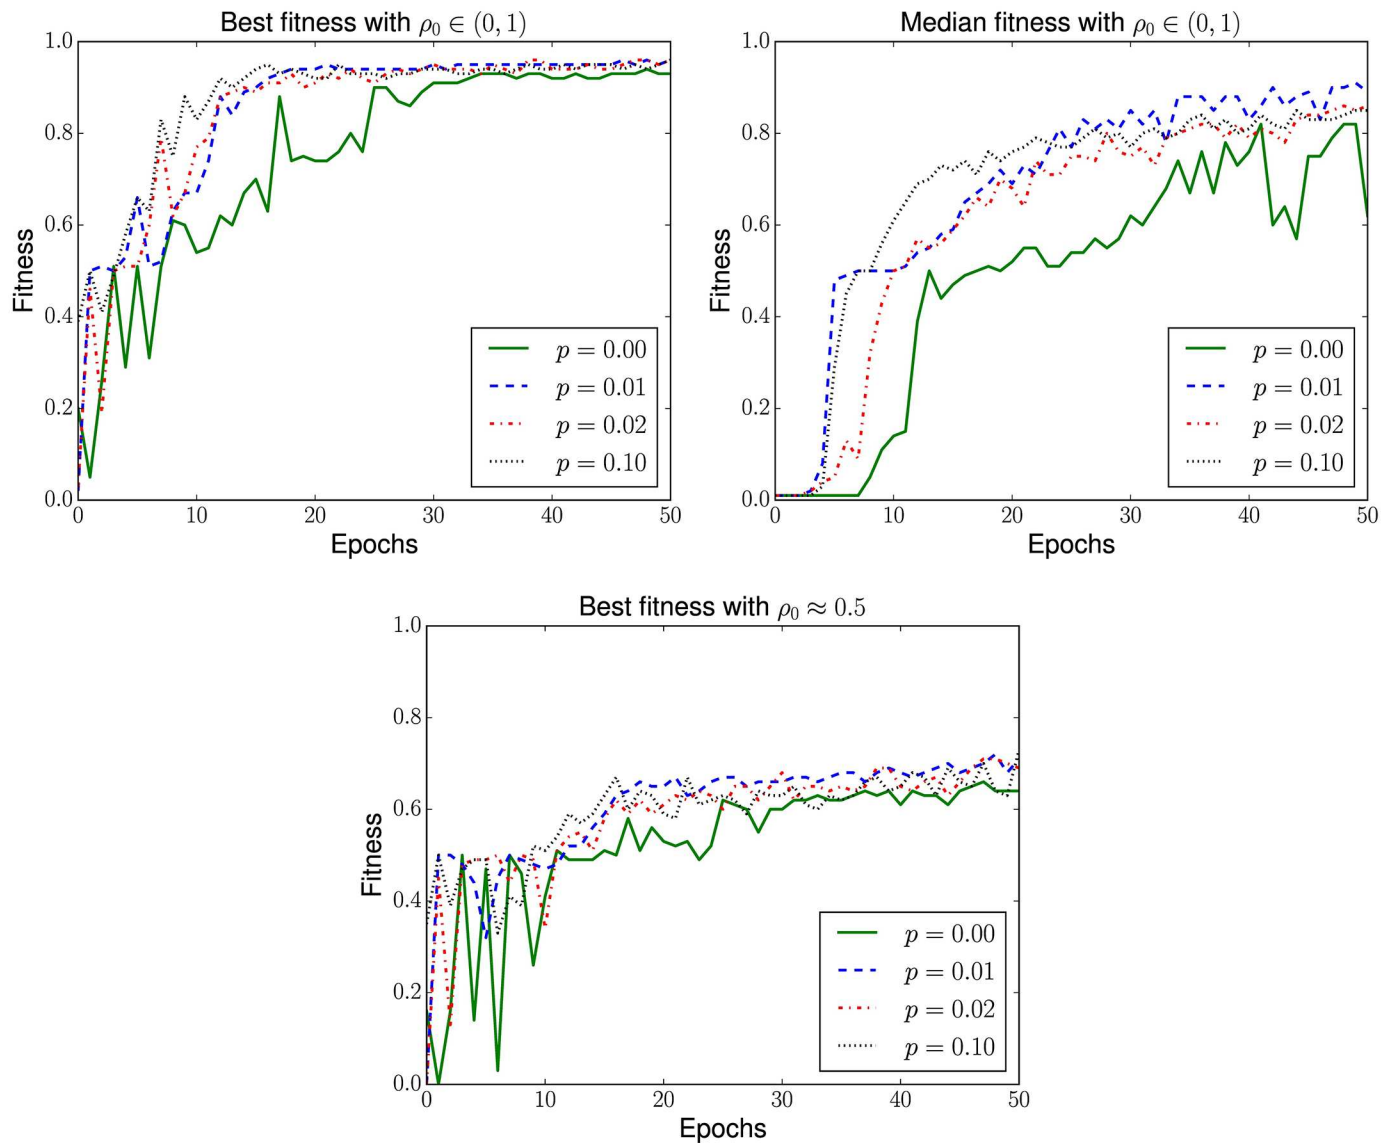 Best fitness with ρ₀ ∈ (0, 1)
1.0
0.8
0.6
0.4
0.2
0.0
Fitness
p = 0.00
p = 0.01
p = 0.02
p = 0.10
0 10 20 30 40 50
Epochs
Median fitness with ρ₀ ∈ (0, 1)
1.0
0.8
0.6
0.4
0.2
0.0
Fitness
p = 0.00
p = 0.01
p = 0.02
p = 0.10
0 10 20 30 40 50
Epochs
Best fitness with ρ₀ ≈ 0.5
1.0
0.8
0.6
0.4
0.2
0.0
Fitness
p = 0.00
p = 0.01
p = 0.02
p = 0.10
0 10 20 30 40 50
Epochs